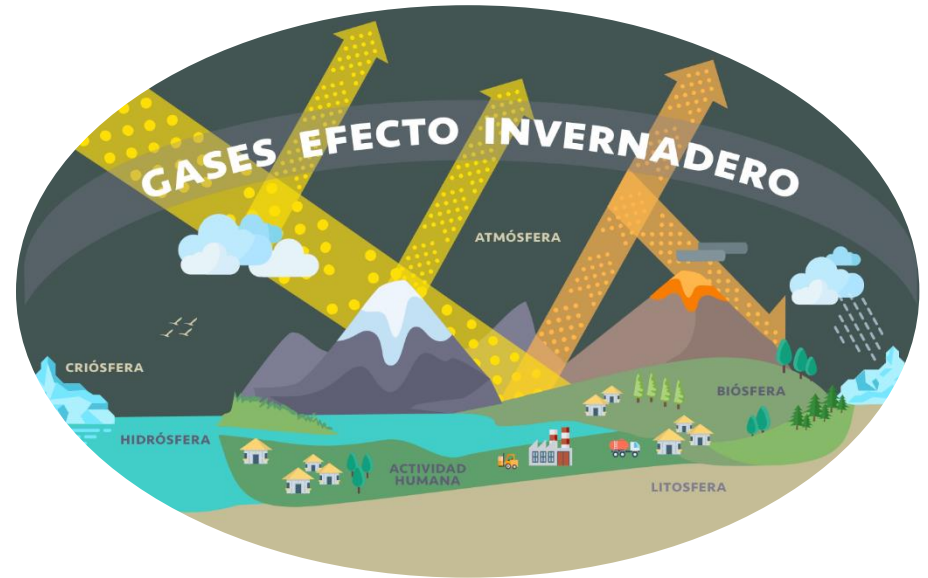 GASES EFECTO INVERNADERO
ATMÓSFERA
CRIÓSFERA
BIÓSFERA
HIDRÓSFERA
ACTIVIDAD
HUMANA
LITOSFERA